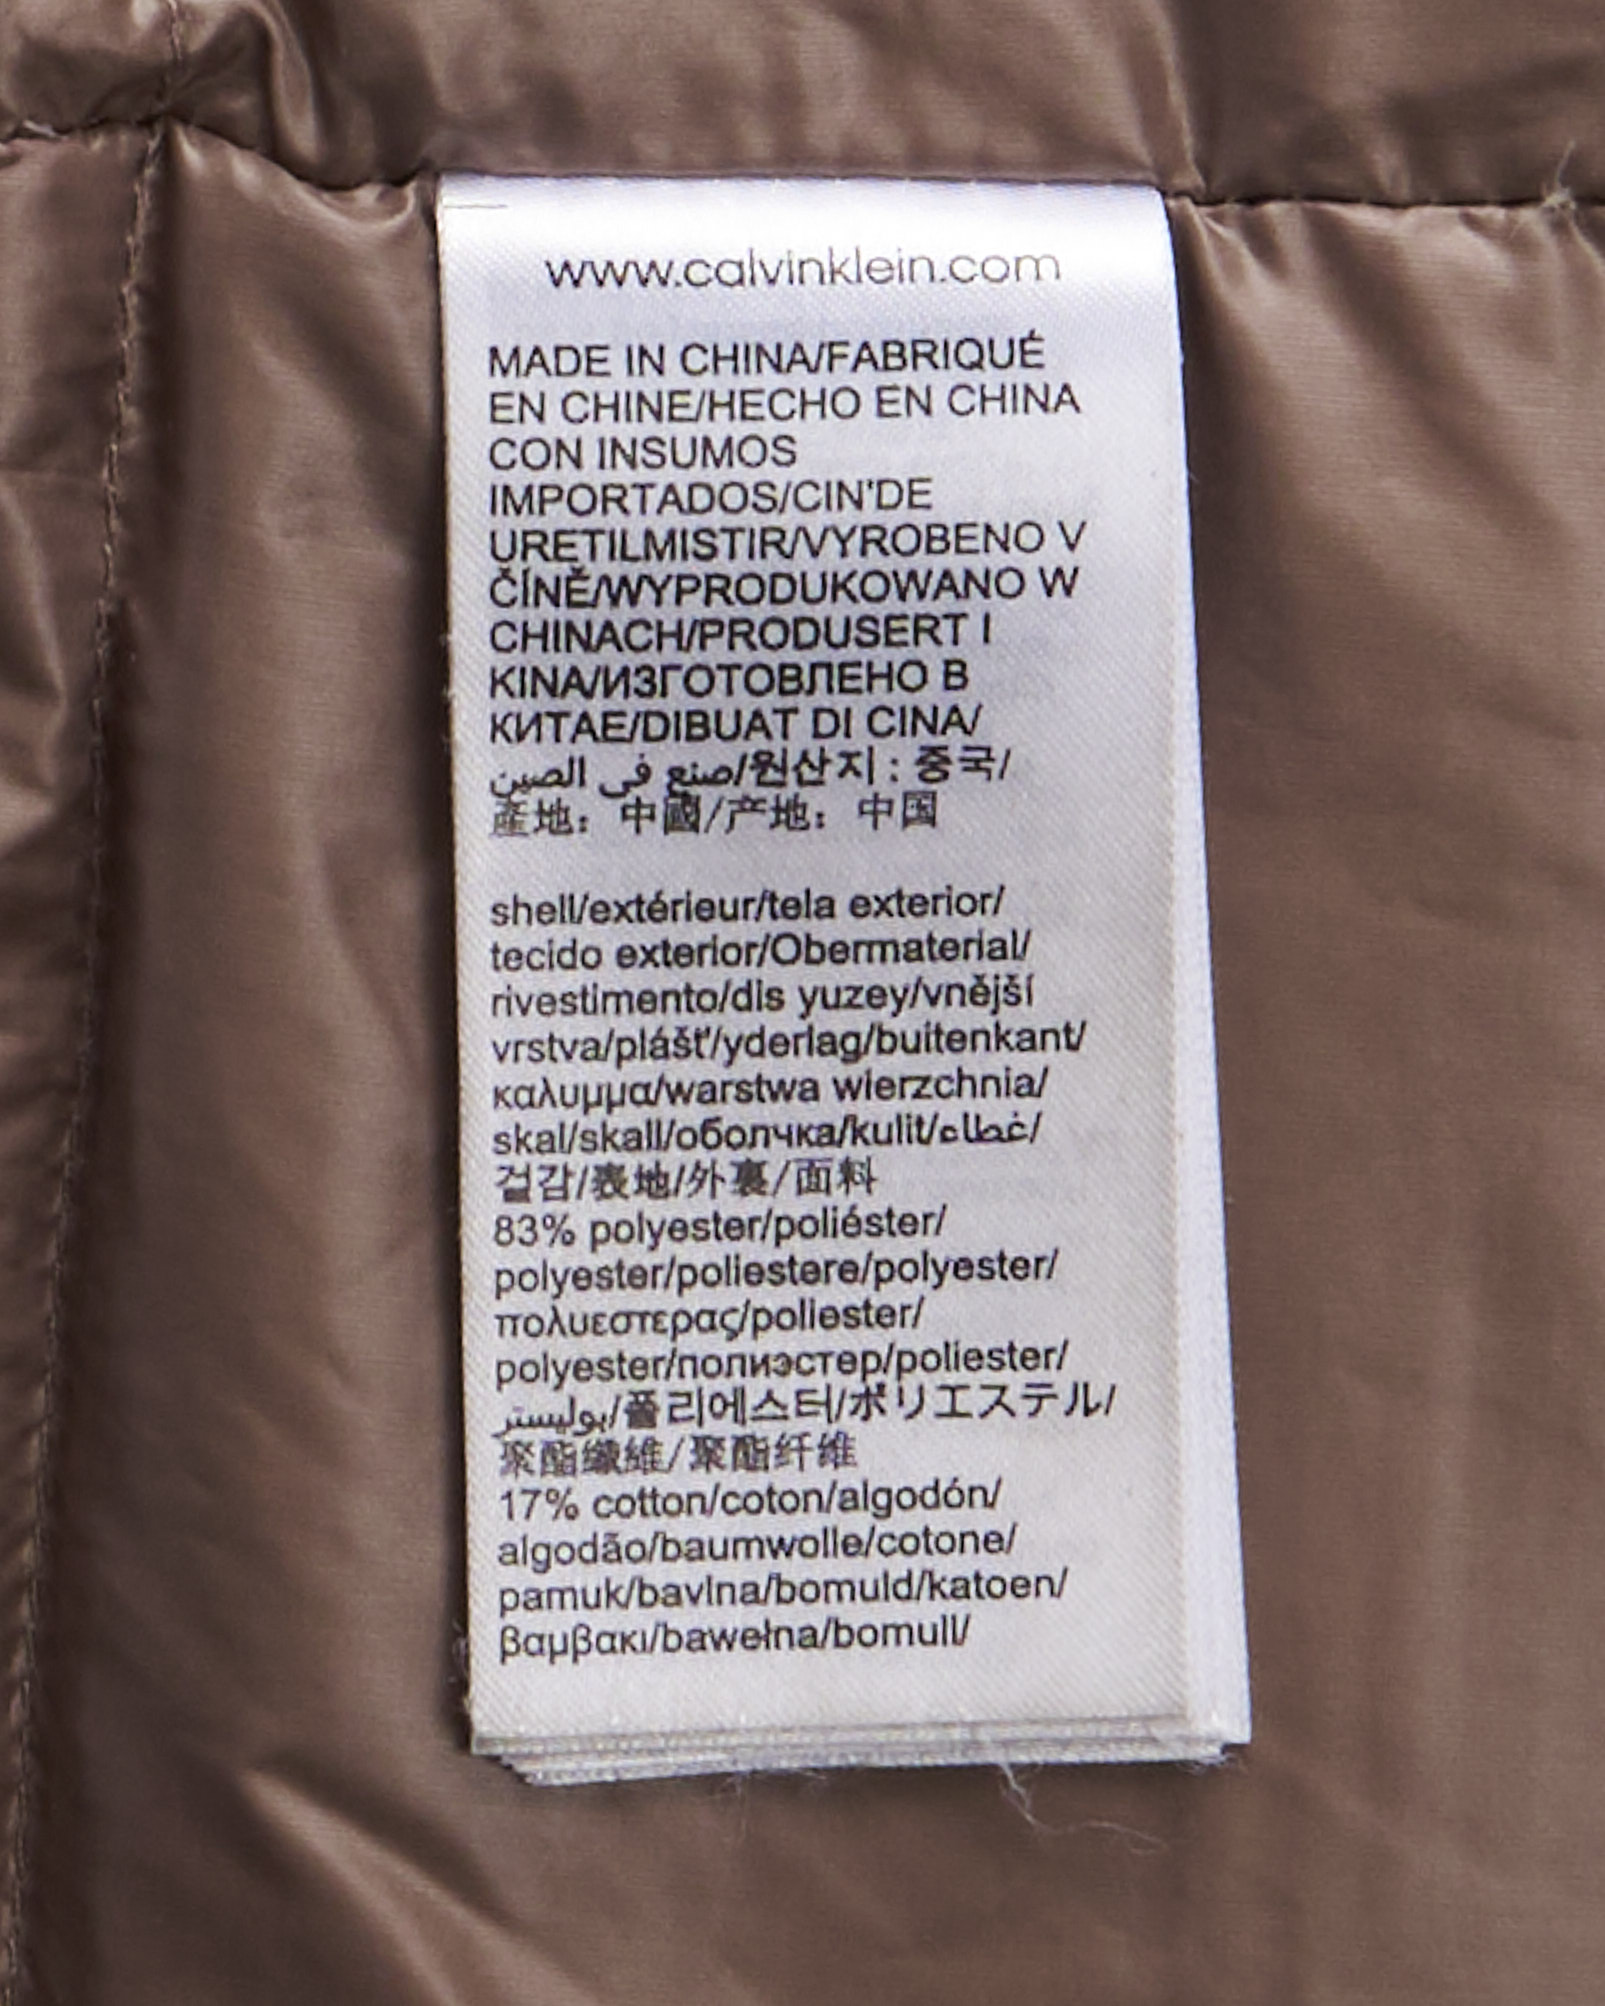 www.calvinklein.com
MADE IN CHINA/FABRIQUÉ
EN CHINE/HECHO EN CHINA
CON INSUMOS
IMPORTADOS/CIN'DE
URETILMISTIR/VYROBENO V
ČÍNĚ/WYPRODUKOWANO W
CHINACH/PRODUSERT I
KINA/ИЗГОТОВЛЕНО В
КИТАЕ/DIBUAT DI CINA/
صنع في الصين/원산지 : 중국/
產地： 中國/产地： 中国
shell/extérieur/tela exterior/
tecido exterior/Obermaterial/
rivestimento/dis yuzey/vnější
vrstva/plášť/yderlag/buitenkant/
καλυμμα/warstwa wierzchnia/
skal/skall/оболчка/kulit/غطاء/
걸감/表地/外裏/面料
83% polyester/poliéster/
polyester/poliestere/polyester/
πολυεστερας/poliester/
polyester/полиэстер/poliester/
بوليستر/폴리에스터/ポリエステル/
聚酯纖維/聚酯纤维
17% cotton/coton/algodón/
algodão/baumwolle/cotone/
pamuk/bavlna/bomuld/katoen/
βαμβακι/bawełna/bomull/